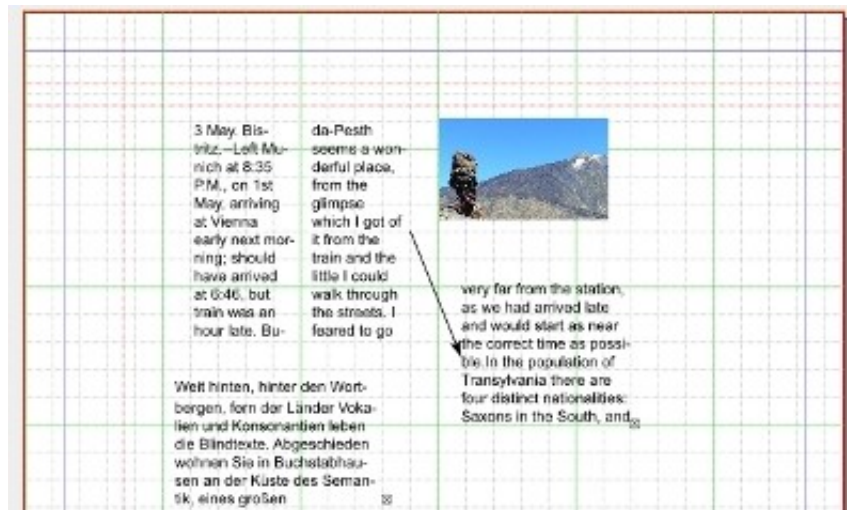 3 May. Bis-
tritz.--Left Mu-
nich at 8:35
P.M., on 1st
May, arriving
at Vienna
early next mor-
ning; should
have arrived
at 6:46, but
train was an
hour late. Bu-
da-Pesth
seems a won-
derful place,
from the
glimpse
which I got of
it from the
train and the
little I could
walk through
the streets. I
feared to go
very far from the station,
as we had arrived late
and would start as near
the correct time as possi-
ble.In the population of
Transylvania there are
four distinct nationalities:
Saxons in the South, and
Weit hinten, hinter den Wort-
bergen, fern der Länder Voka-
lien und Konsonantien leben
die Blindtexte. Abgeschieden
wohnen Sie in Buchstabhau-
sen an der Küste des Seman-
tik, eines großen